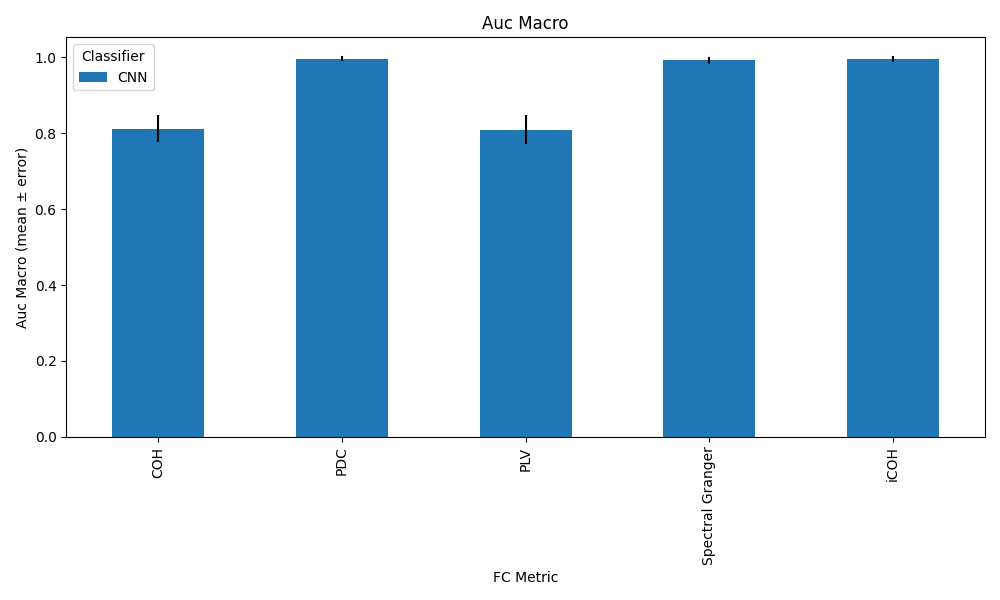 Auc Macro
Classifier
CNN
Auc Macro (mean ± error)
1.0
0.8
0.6
0.4
0.2
0.0
COH
PDC
PLV
Spectral Granger
iCOH
FC Metric